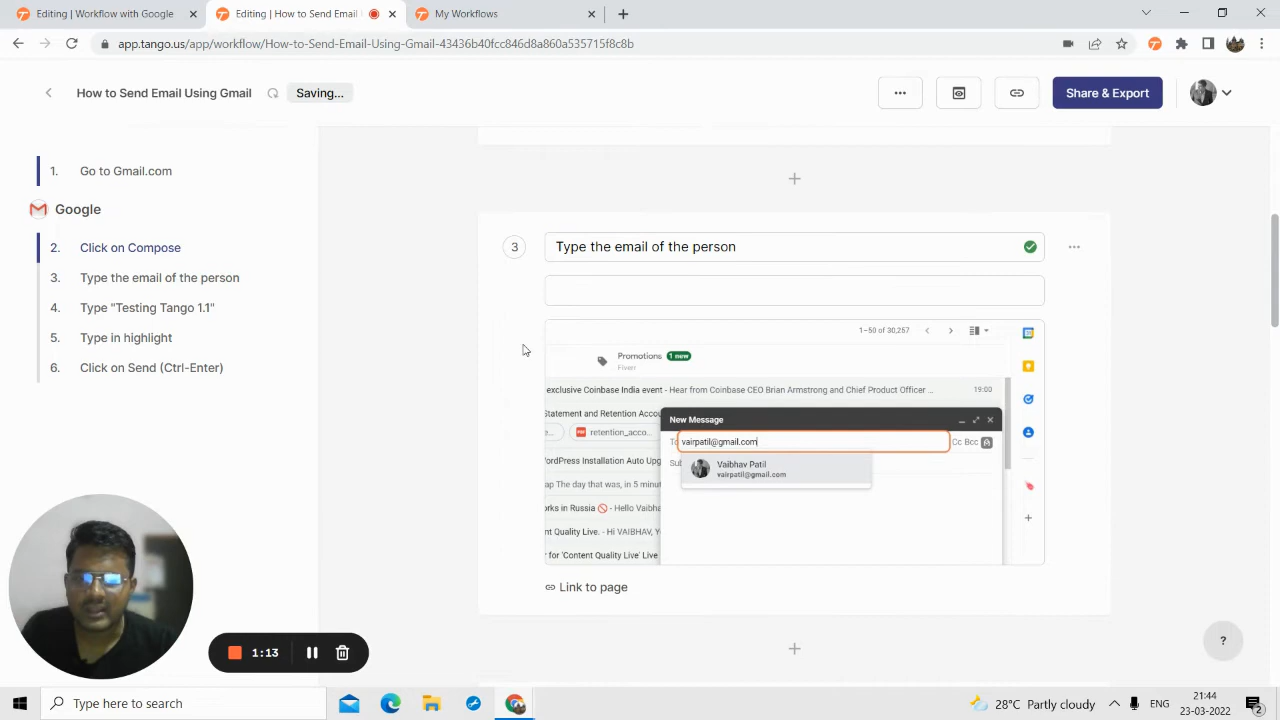 Editing | Workflow with Google
Editing | How to Send Email
My Workflows
app.tango.us/app/workflow/How-to-Send-Email-Using-Gmail-43436b40fcc846d8a860a535715f8c8b
How to Send Email Using Gmail
Saving...
Share & Export
1. Go to Gmail.com
Google
2. Click on Compose
3. Type the email of the person
4. Type "Testing Tango 1.1"
5. Type in highlight
6. Click on Send (Ctrl-Enter)
3
Type the email of the person
1–50 of 30,257
Promotions 1 new
Fiverr
exclusive Coinbase India event - Hear from Coinbase CEO Brian Armstrong and Chief Product Officer ... 19:00
Statement and Retention Accou
e... PDF retention_acco...
New Message
To vairpatil@gmail.com Cc Bcc
Sub
Vaibhav Patil
vairpatil@gmail.com
ordPress Installation Auto Upg
ap The day that was, in 5 minut
orks in Russia 🚫 - Hello Vaibha
nt Quality Live. - Hi VAIBHAV, Y
for 'Content Quality Live' Live
Link to page
1:13
?
Type here to search
28°C Partly cloudy
ENG
21:44
23-03-2022
2